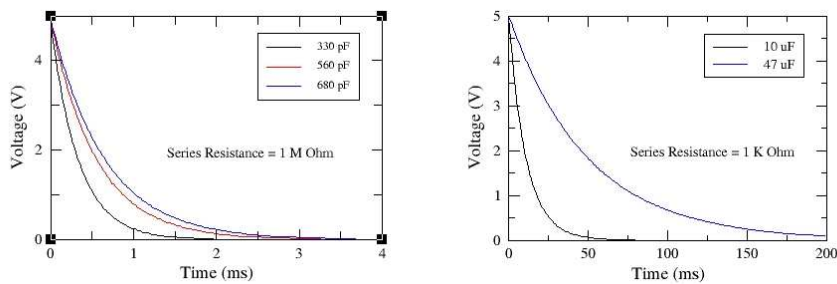 Voltage (V)
4
2
0
0
1
2
3
4
Time (ms)
330 pF
560 pF
680 pF
Series Resistance = 1 M Ohm
Voltage (V)
5
4
3
2
1
0
0
50
100
150
200
Time (ms)
10 uF
47 uF
Series Resistance = 1 K Ohm